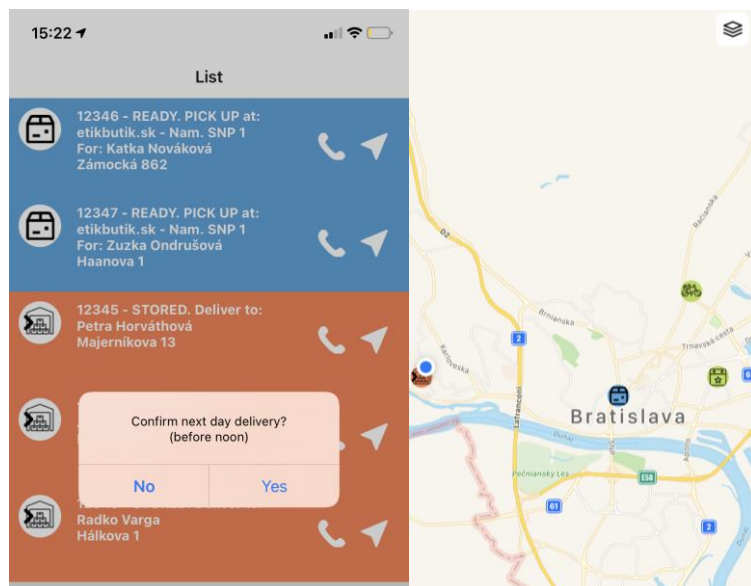 15:22
List
12346 - READY. PICK UP at:
etikbutik.sk - Nam. SNP 1
For: Katka Nováková
Zámocká 862
12347 - READY. PICK UP at:
etikbutik.sk - Nam. SNP 1
For: Zuzka Ondrušová
Haanova 1
12345 - STORED. Deliver to:
Petra Horváthová
Majerníkova 13
Confirm next day delivery?
(before noon)
No
Yes
Radko Varga
Hálkova 1
Račianska
D2
Brnianska
2
Trnavská cesta
Karloveská
Lafranconi
6
Bratislava
Dunaj
Apollo
Pečniansky Les
E58
61
2
Dunaj